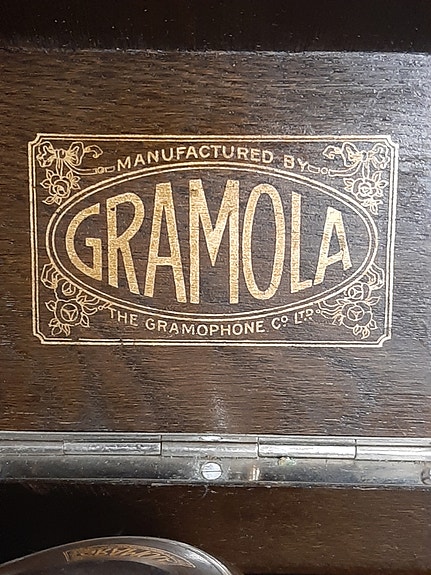 MANUFACTURED BY
GRAMOLA
THE GRAMOPHONE Cº LTD